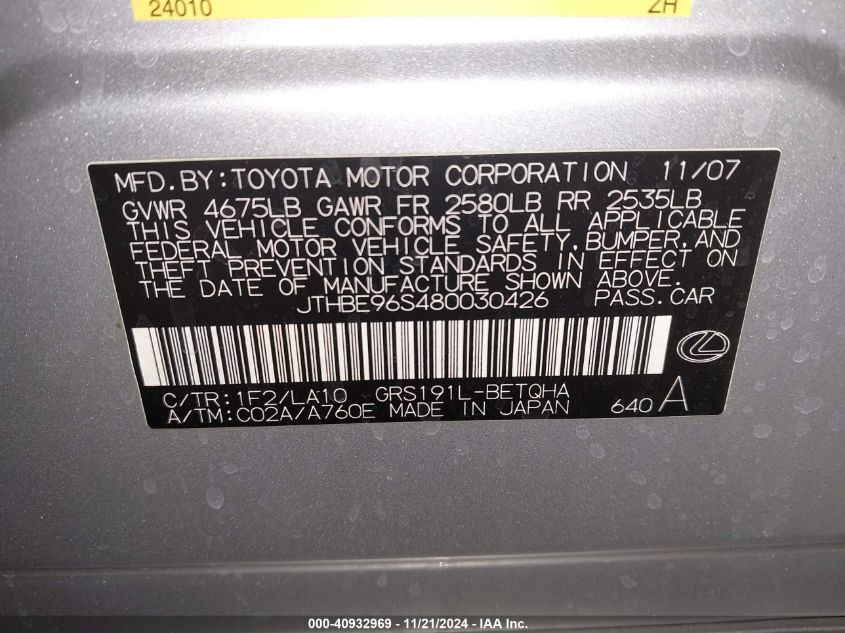 24010 ZH
MFD.BY:TOYOTA MOTOR CORPORATION 11/07
GVWR 4675LB GAWR FR 2580LB RR 2535LB
THIS VEHICLE CONFORMS TO ALL APPLICABLE
FEDERAL MOTOR VEHICLE SAFETY,BUMPER,AND
THEFT PREVENTION STANDARDS IN EFFECT ON
THE DATE OF MANUFACTURE SHOWN ABOVE.
JTHBE96S480030426 PASS.CAR
C/TR:1F2/LA10 GRS191L-BETQHA
A/TM:C02A/A760E MADE IN JAPAN 640 A
000-40932969 - 11/21/2024 - IAA Inc.